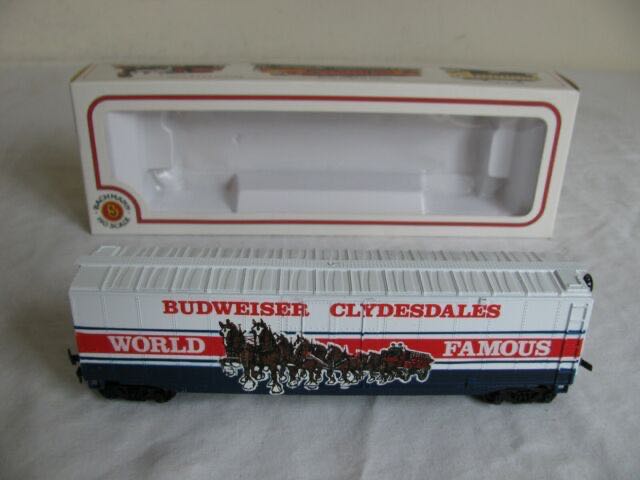 BACHMANN
HO SCALE
BUDWEISER CLYDESDALES
WORLD FAMOUS